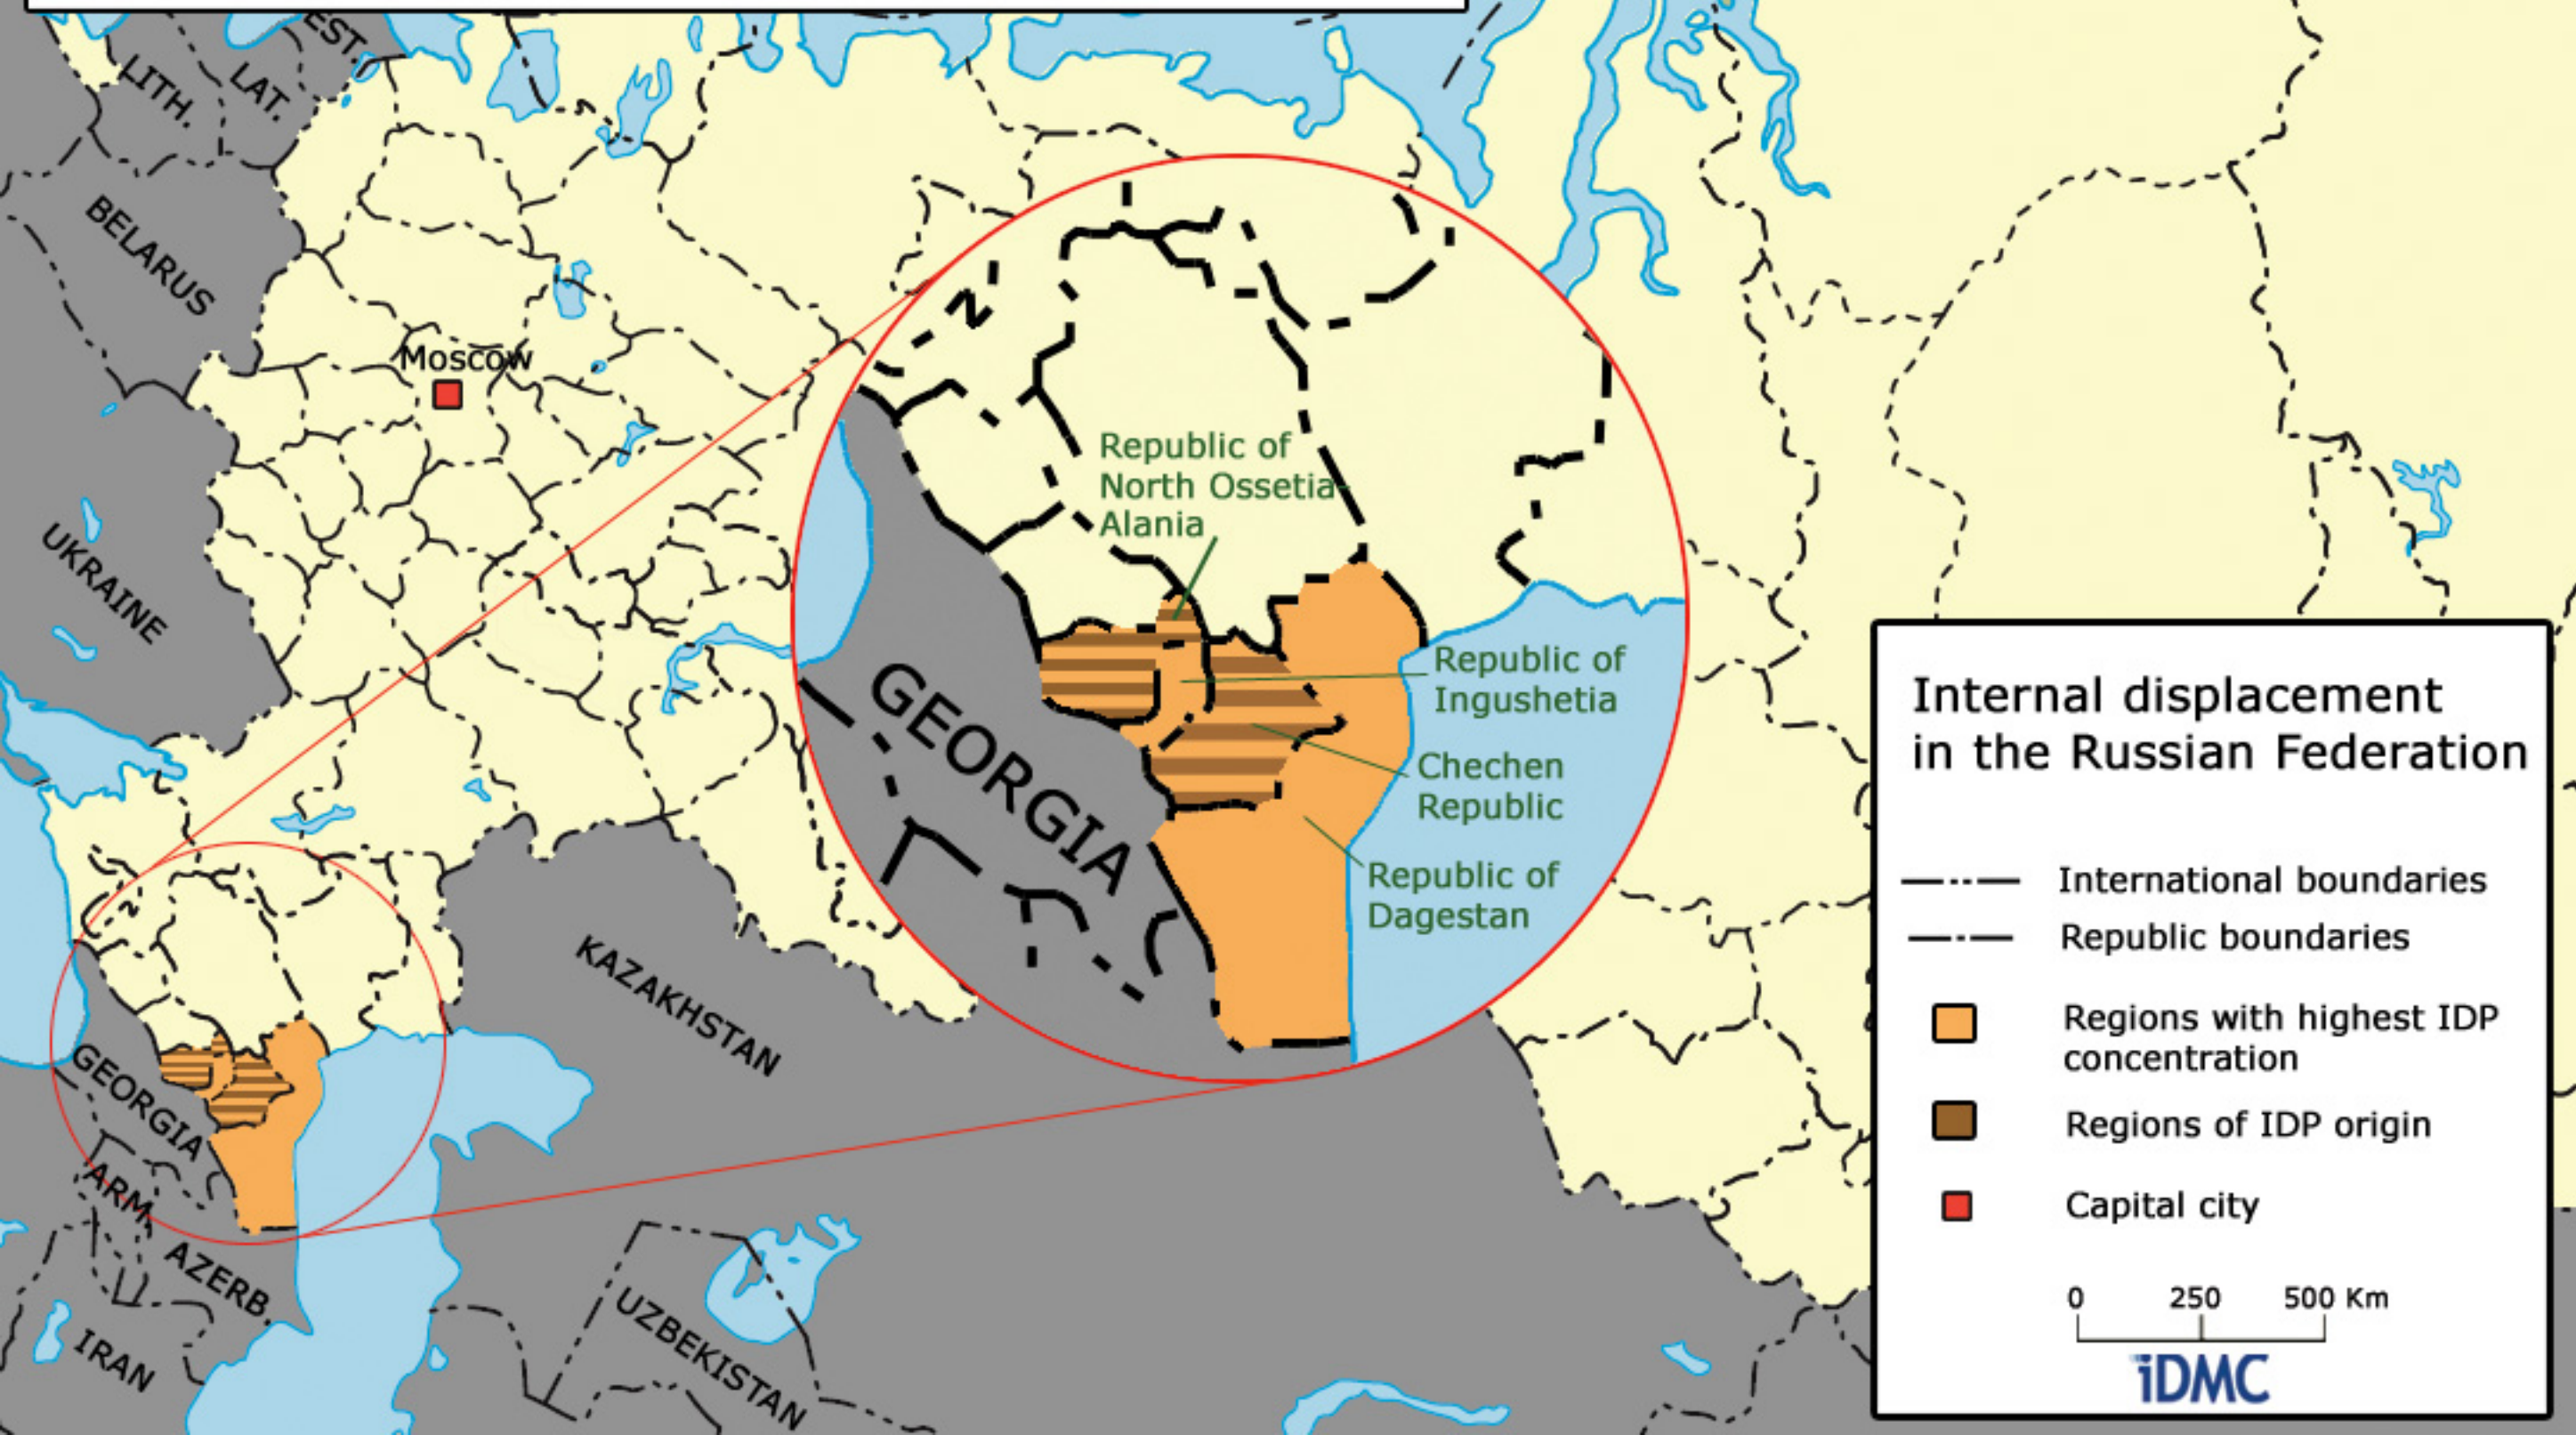 EST.
LITH.
LAT.
BELARUS
Moscow
UKRAINE
Republic of
North Ossetia-
Alania
GEORGIA
Republic of
Ingushetia
Chechen
Republic
Republic of
Dagestan
KAZAKHSTAN
GEORGIA
ARM.
AZERB.
IRAN
UZBEKISTAN
Internal displacement
in the Russian Federation
International boundaries
Republic boundaries
Regions with highest IDP
concentration
Regions of IDP origin
Capital city
0 250 500 Km
iDMC